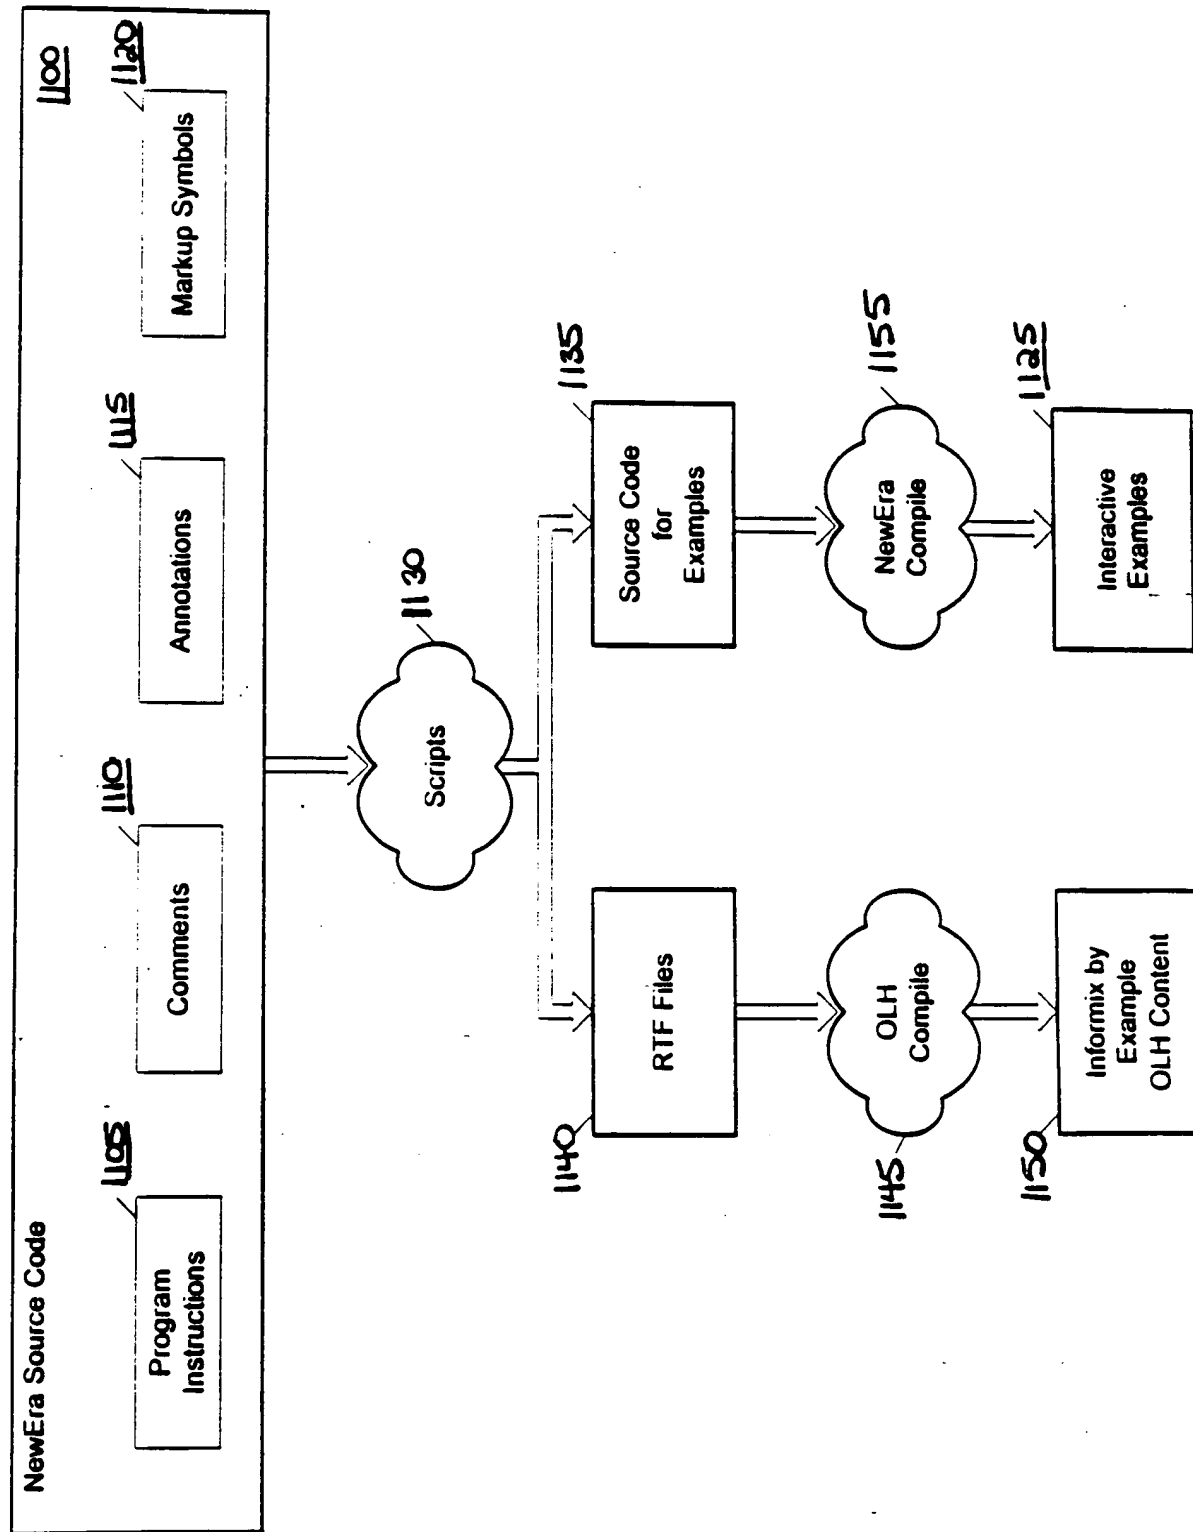 NewEra Source Code
1100
1105
Program
Instructions
1110
Comments
1115
Annotations
1120
Markup Symbols
Scripts
1130
1140
RTF Files
1135
Source Code
for
Examples
1145
OLH
Compile
1155
NewEra
Compile
1150
Informix by
Example
OLH Content
1125
Interactive
Examples